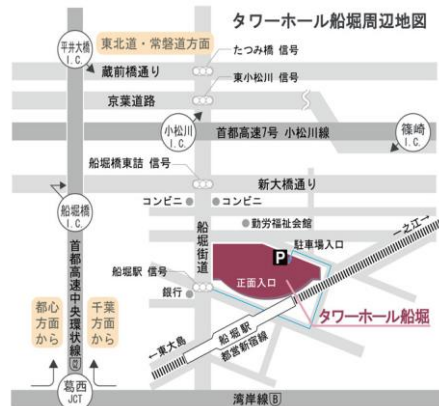 タワーホール船堀周辺地図
平井大橋
I.C.
東北道・常磐道方面
たつみ橋 信号
蔵前橋通り
東小松川 信号
京葉道路
小松川
I.C.
首都高速7号 小松川線
篠崎
I.C.
船堀橋東詰 信号
新大橋通り
コンビニ
コンビニ
船堀橋
I.C.
船堀街道
勤労福祉会館
一之江→
駐車場入口
P
首都高速中央環状線
船堀駅 信号
正面入口
銀行
タワーホール船堀
都心
方面
から
千葉
方面
から
船堀駅
都営新宿線
←東大島
葛西
JCT
湾岸線B